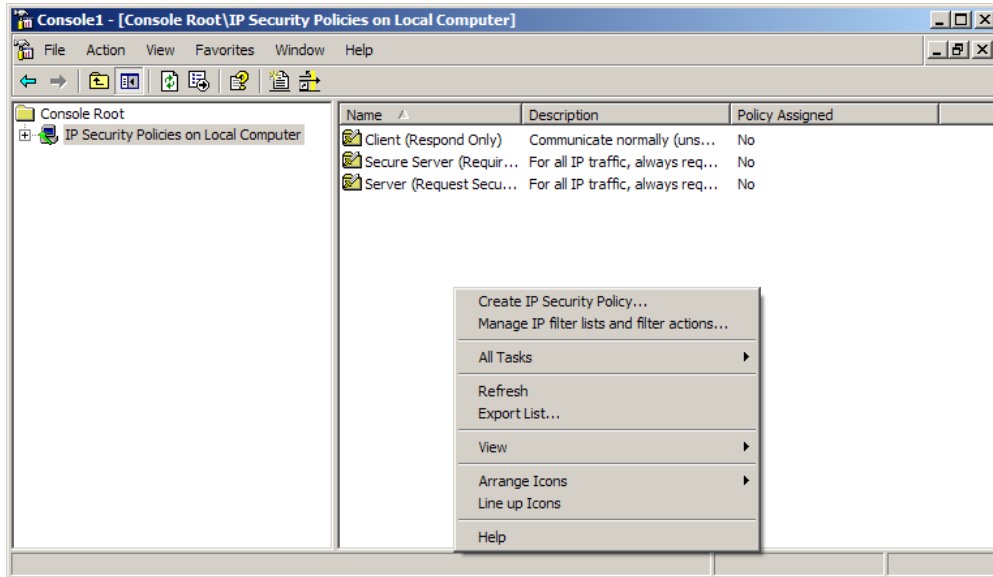 Console1 - [Console Root\IP Security Policies on Local Computer]
File Action View Favorites Window Help
Console Root
IP Security Policies on Local Computer
Name Description Policy Assigned
Client (Respond Only) Communicate normally (uns... No
Secure Server (Requir... For all IP traffic, always req... No
Server (Request Secu... For all IP traffic, always req... No
Create IP Security Policy...
Manage IP filter lists and filter actions...
All Tasks
Refresh
Export List...
View
Arrange Icons
Line up Icons
Help